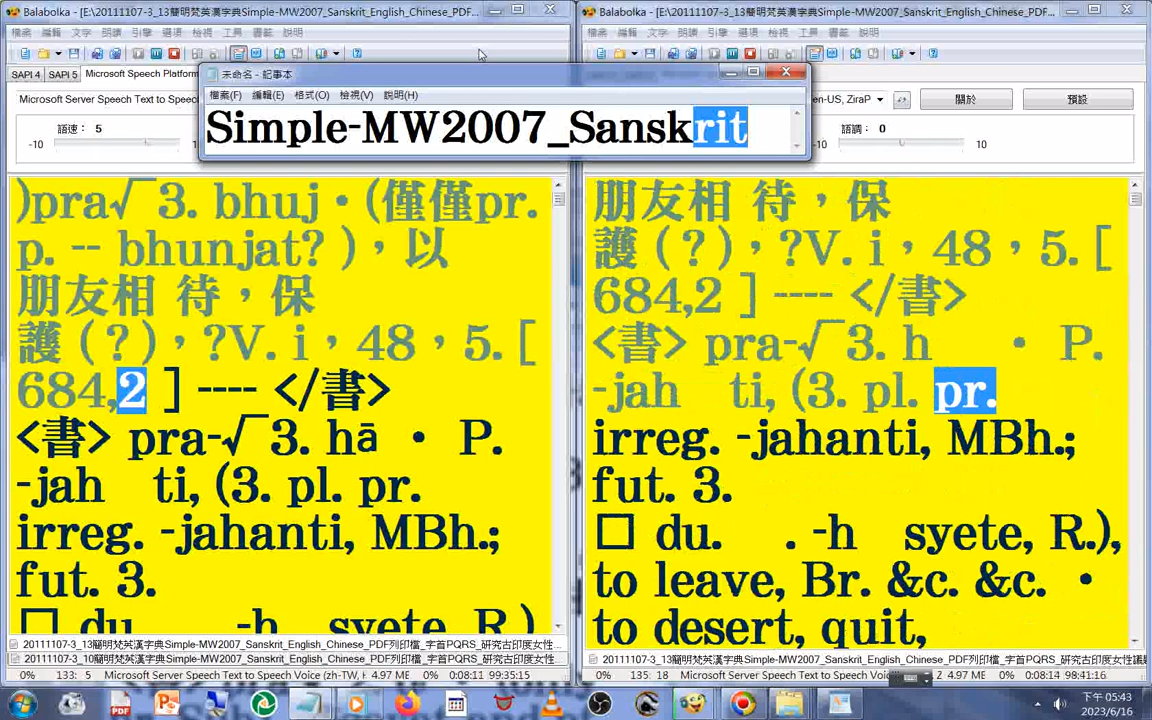 Balabolka - [E:\20111107-3_13簡明梵英漢字典Simple-MW2007_Sanskrit_English_Chinese_PDF...
Balabolka - [E:\20111107-3_13簡明梵英漢字典Simple-MW2007_Sanskrit_English_Chinese_PDF...
檔案 編輯 文字 朗讀 引擎 選項 檢視 工具 書籤 說明
檔案 編輯 文字 朗讀 引擎 選項 檢視 工具 書籤 說明
SAPI 4 SAPI 5 Microsoft Speech Platform
未命名 - 記事本
檔案(F) 編輯(E) 格式(O) 檢視(V) 說明(H)
Simple-MW2007_Sanskrit
Microsoft Server Speech Text to Speec
en-US, ZiraP
關於
預設
語速: 5
-10
語調: 0
10
)pra√ 3. bhuj‧(僅僅pr.
p. -- bhunjat? )，以
朋友相 待，保
護 (？)，?V. i，48，5. [
684,2 ] ---- </書>
<書> pra-√ 3. hā ‧ P.
-jah ti, (3. pl. pr.
irreg. -jahanti, MBh.;
fut. 3.
□ du. . -h syete, R.)
朋友相 待，保
護 (？)，?V. i，48，5. [
684,2 ] ---- </書>
<書> pra-√ 3. h ‧ P.
-jah ti, (3. pl. pr.
irreg. -jahanti, MBh.;
fut. 3.
□ du. . -h syete, R.),
to leave, Br. &c. &c. ‧
to desert, quit,
20111107-3_13簡明梵英漢字典Simple-MW2007_Sanskrit_English_Chinese_PDF列印檔_字首PQRS_研究古印度女性...
20111107-3_10簡明梵英漢字典Simple-MW2007_Sanskrit_English_Chinese_PDF列印檔_字首PQRS_研究古印度女性...
20111107-3_13簡明梵英漢字典Simple-MW2007_Sanskrit_English_Chinese_PDF列印檔_字首PQRS_研究古印度女性議
0% 133: 5 Microsoft Server Speech Text to Speech Voice (zh-TW, H 4.97 MB 0% 0:08:11 99:35:15
0% 135: 18 Microsoft Server Speech Text to Speech Voice 4.97 MB 0% 0:08:14 98:41:16
下午 05:43
2023/6/16